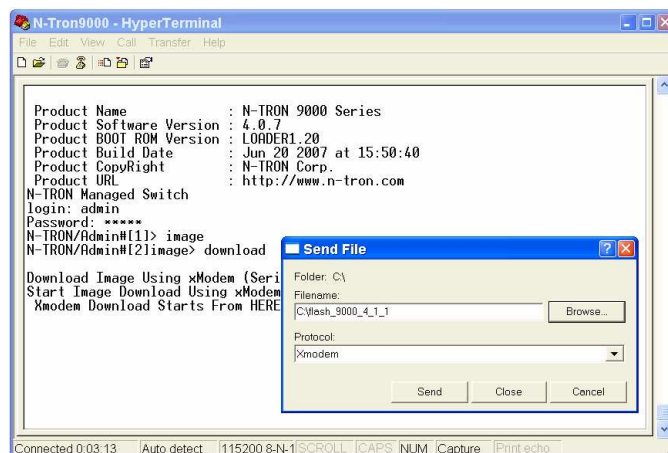 N-Tron9000 - HyperTerminal
File Edit View Call Transfer Help
Product Name : N-TRON 9000 Series
Product Software Version : 4.0.7
Product BOOT ROM Version : LOADER1.20
Product Build Date : Jun 20 2007 at 15:50:40
Product CopyRight : N-TRON Corp.
Product URL : http://www.n-tron.com
N-TRON Managed Switch
login: admin
Password: *****
N-TRON/Admin#[1]> image
N-TRON/Admin#[2]image> download
Download Image Using xModem (Seri
Start Image Download Using xModem
Xmodem Download Starts From HERE
Send File
Folder: C:\
Filename:
C:\flash_9000_4_1_1
Browse...
Protocol:
Xmodem
Send Close Cancel
Connected 0:03:13 Auto detect 115200 8-N-1 SCROLL CAPS NUM Capture Print echo